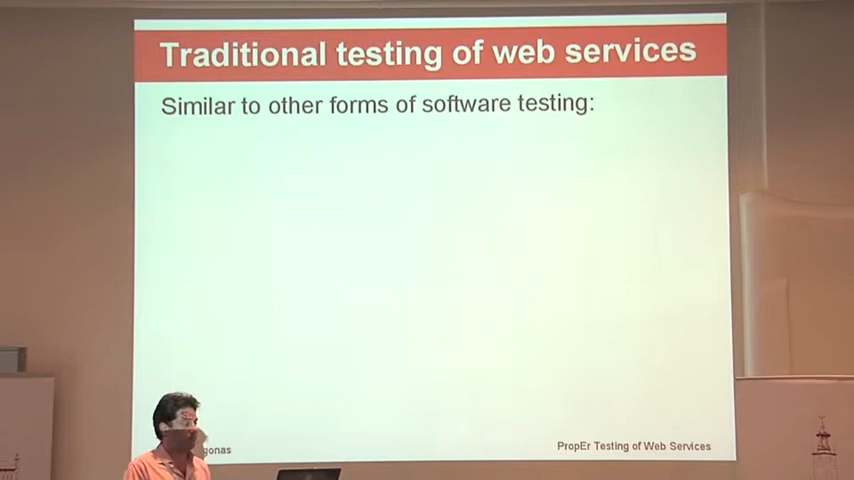 Traditional testing of web services
Similar to other forms of software testing:
PropEr Testing of Web Services